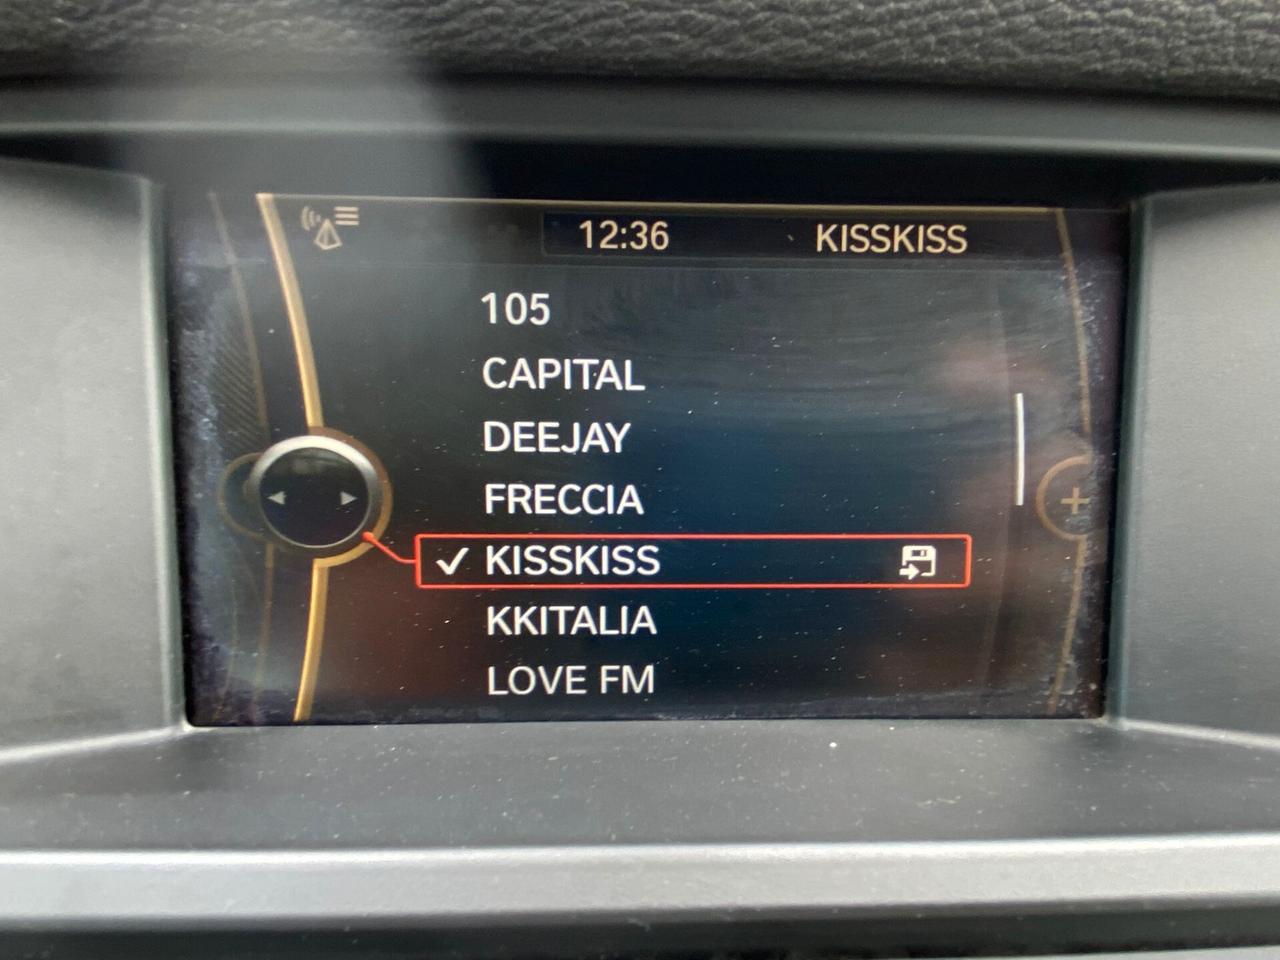 12:36 KISSKISS
105
CAPITAL
DEEJAY
FRECCIA
KISSKISS
KKITALIA
LOVE FM